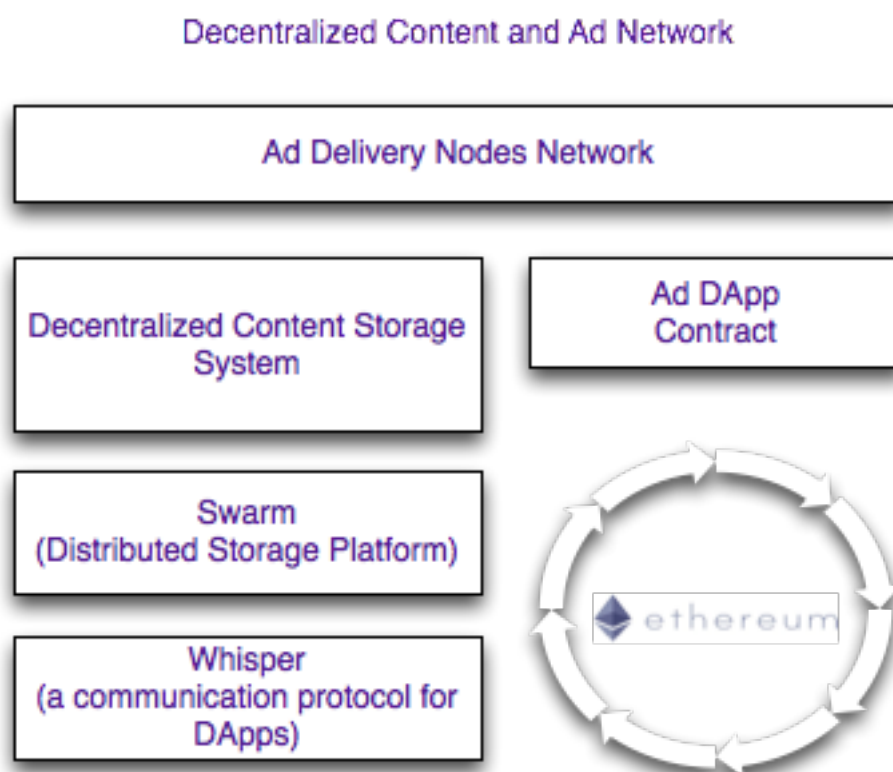 Decentralized Content and Ad Network
Ad Delivery Nodes Network
Decentralized Content Storage
System
Ad DApp
Contract
Swarm
(Distributed Storage Platform)
ethereum
Whisper
(a communication protocol for
DApps)